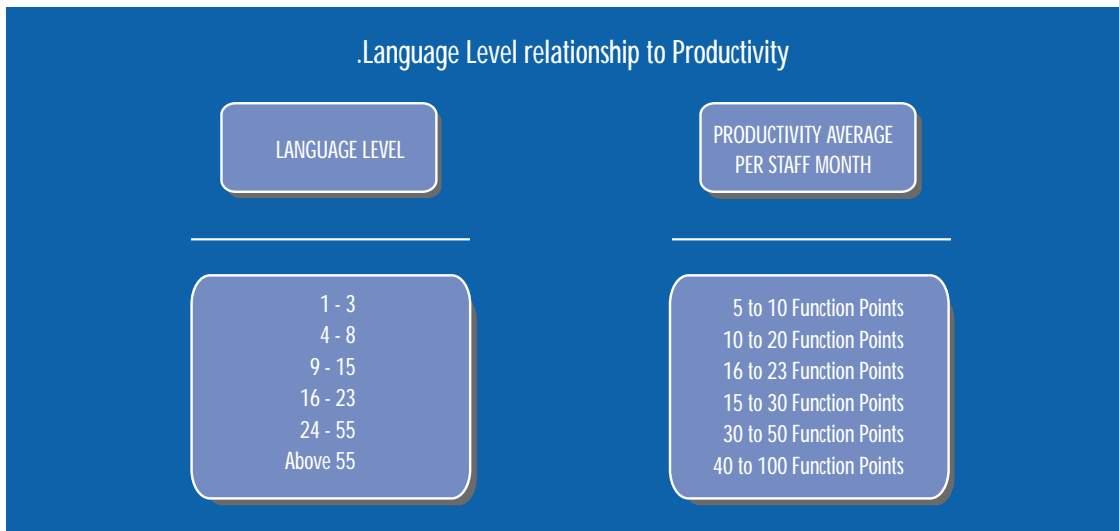 .Language Level relationship to Productivity
LANGUAGE LEVEL
PRODUCTIVITY AVERAGE
PER STAFF MONTH
1 - 3
4 - 8
9 - 15
16 - 23
24 - 55
Above 55
5 to 10 Function Points
10 to 20 Function Points
16 to 23 Function Points
15 to 30 Function Points
30 to 50 Function Points
40 to 100 Function Points